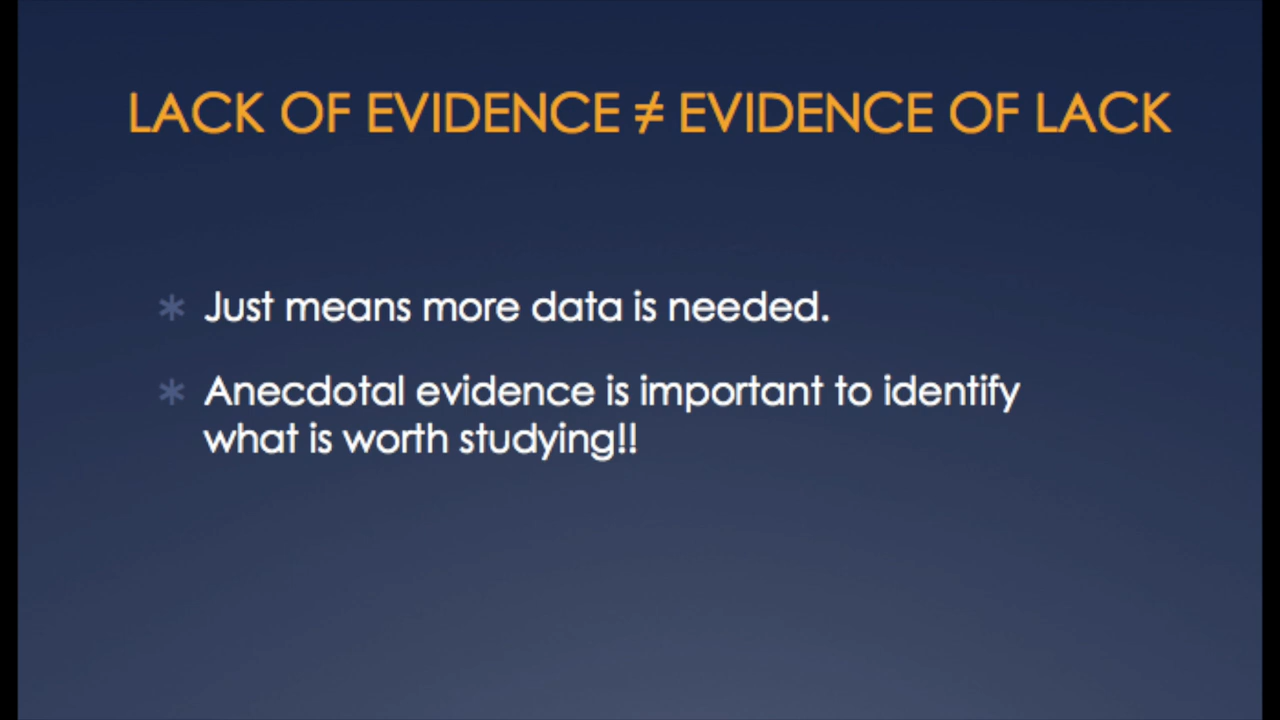 LACK OF EVIDENCE ≠ EVIDENCE OF LACK
Just means more data is needed.
Anecdotal evidence is important to identify
what is worth studying!!